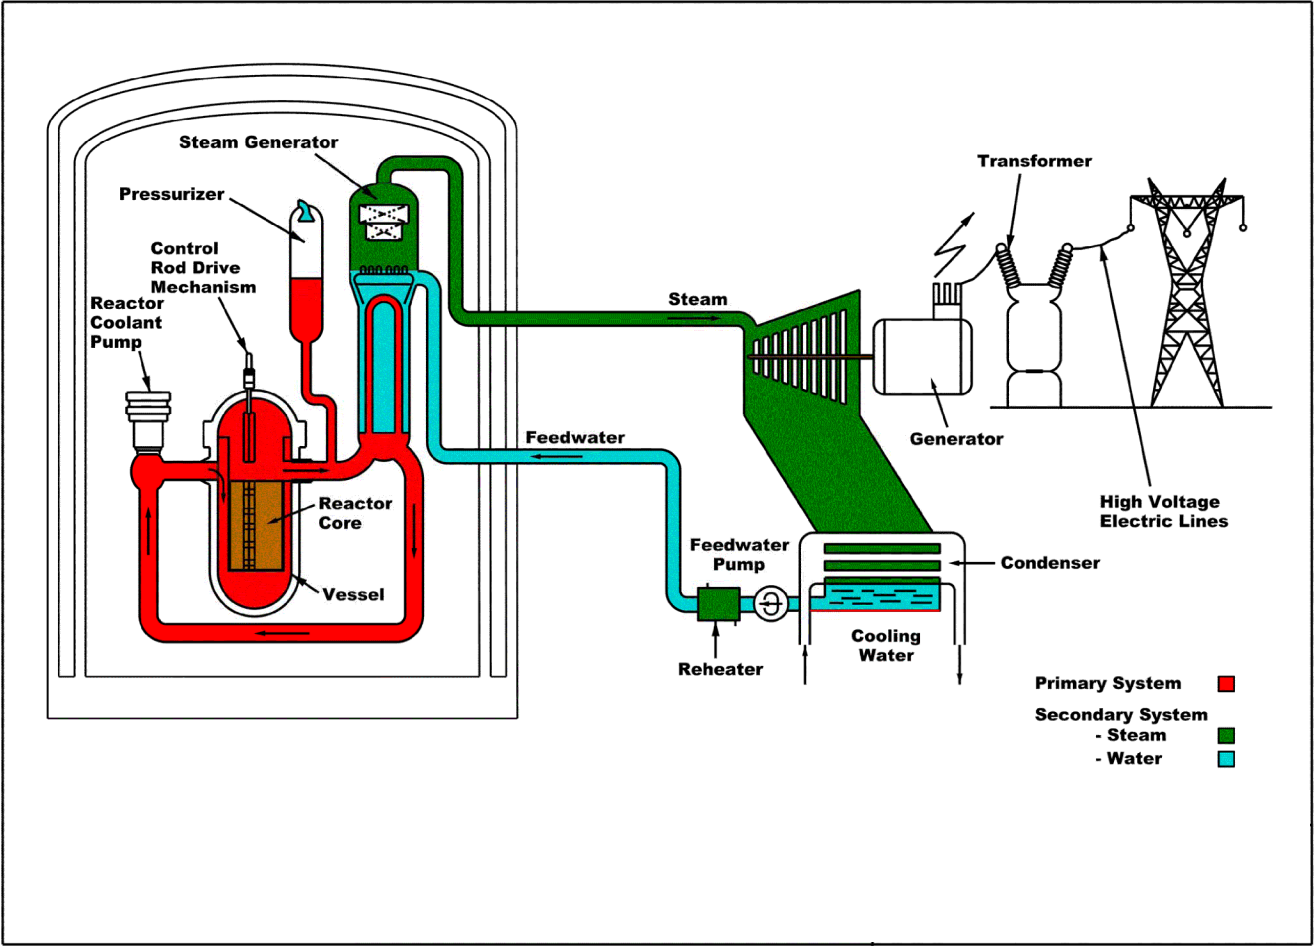 Steam Generator
Pressurizer
Control
Rod Drive
Mechanism
Reactor
Coolant
Pump
Reactor
Core
Vessel
Steam
Feedwater
Transformer
Generator
High Voltage
Electric Lines
Feedwater
Pump
Condenser
Reheater
Cooling
Water
Primary System
Secondary System
- Steam
- Water